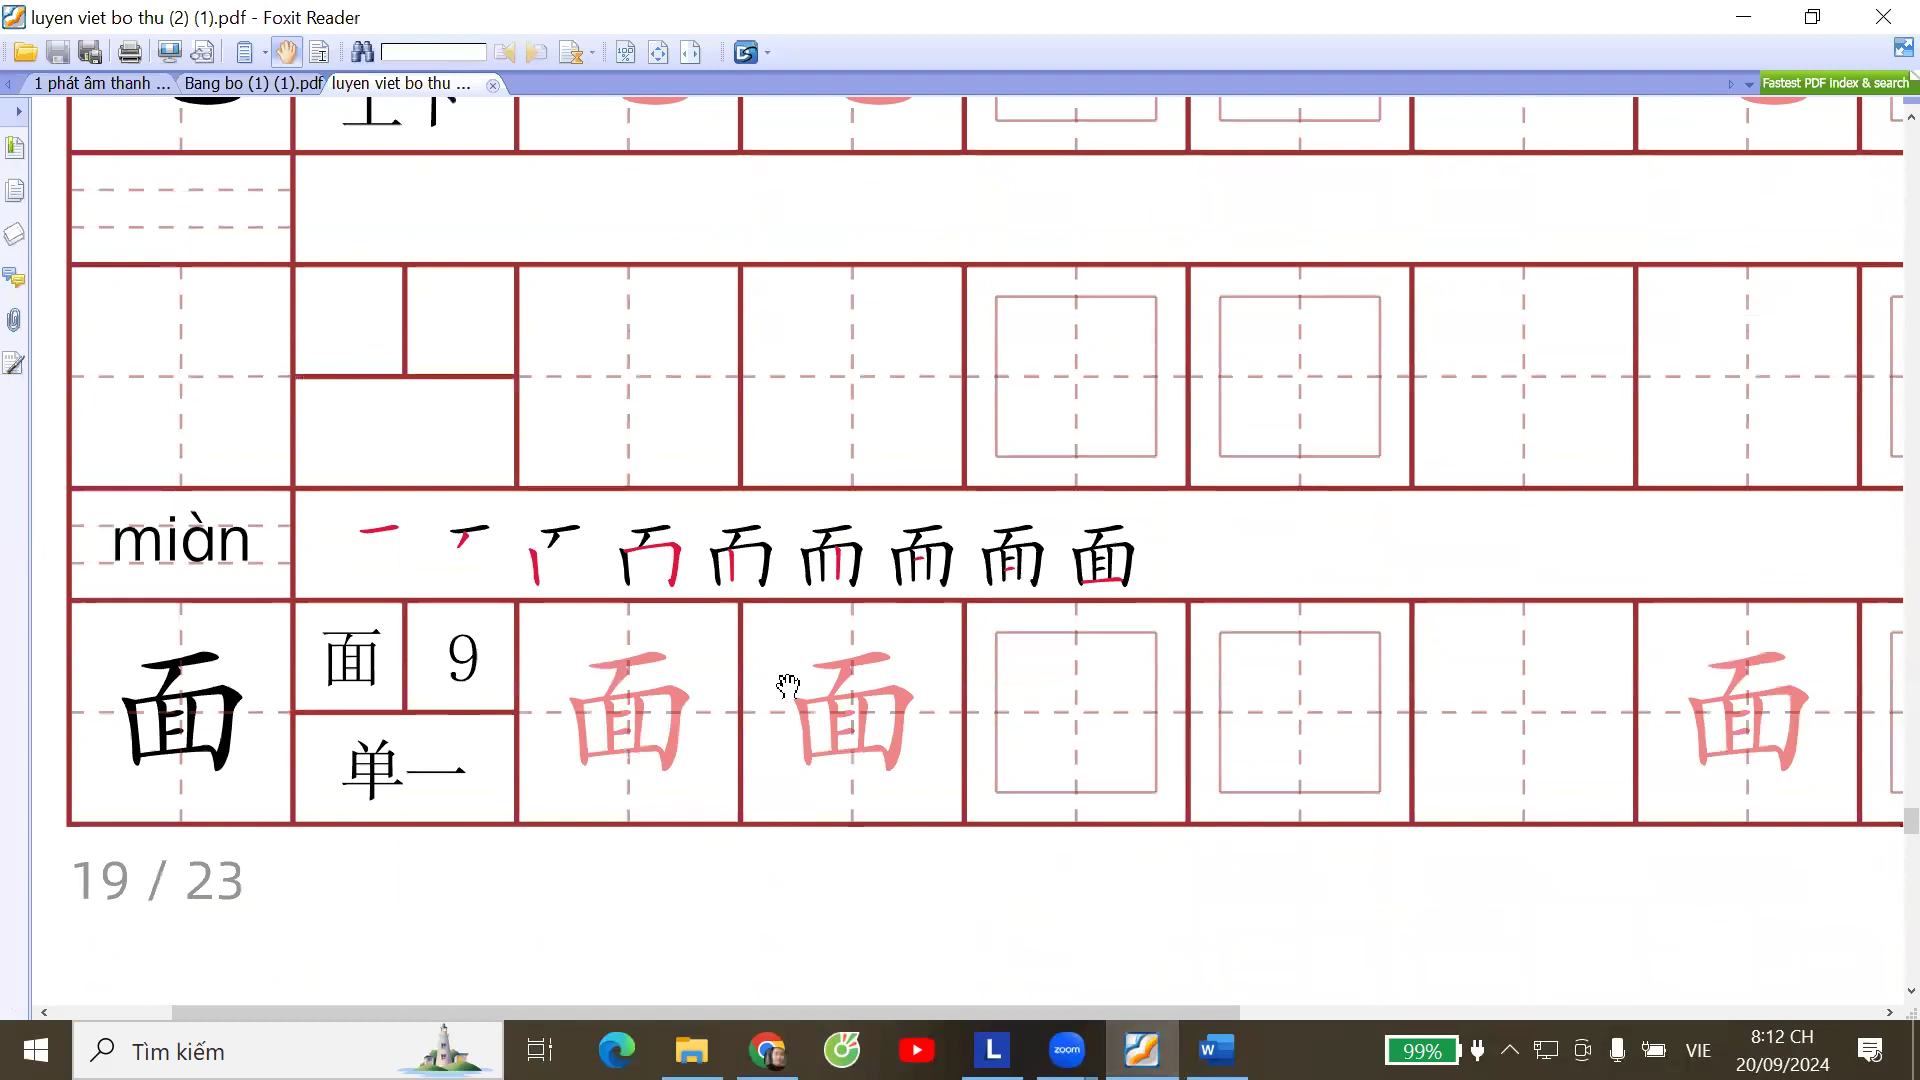 luyen viet bo thu (2) (1).pdf - Foxit Reader
1 phát âm thanh ... Bang bo (1) (1).pdf luyen viet bo thu ... Fastest PDF index & search
miàn
面 面 9 面 面 面
单一
19 / 23
Tìm kiếm
L zoom W 99% VIE
8:12 CH
20/09/2024